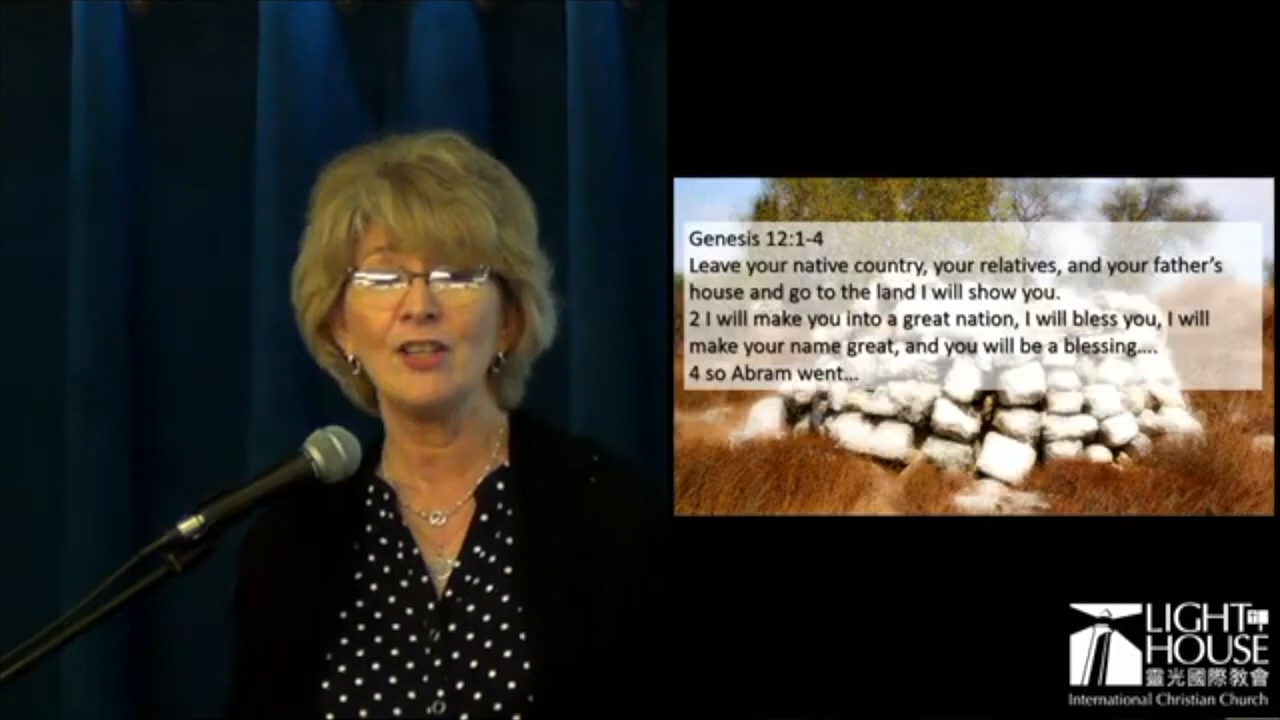 Genesis 12:1-4
Leave your native country, your relatives, and your father's
house and go to the land I will show you.
2 I will make you into a great nation, I will bless you, I will
make your name great, and you will be a blessing....
4 so Abram went...
LIGHT
HOUSE
靈光國際教會
International Christian Church